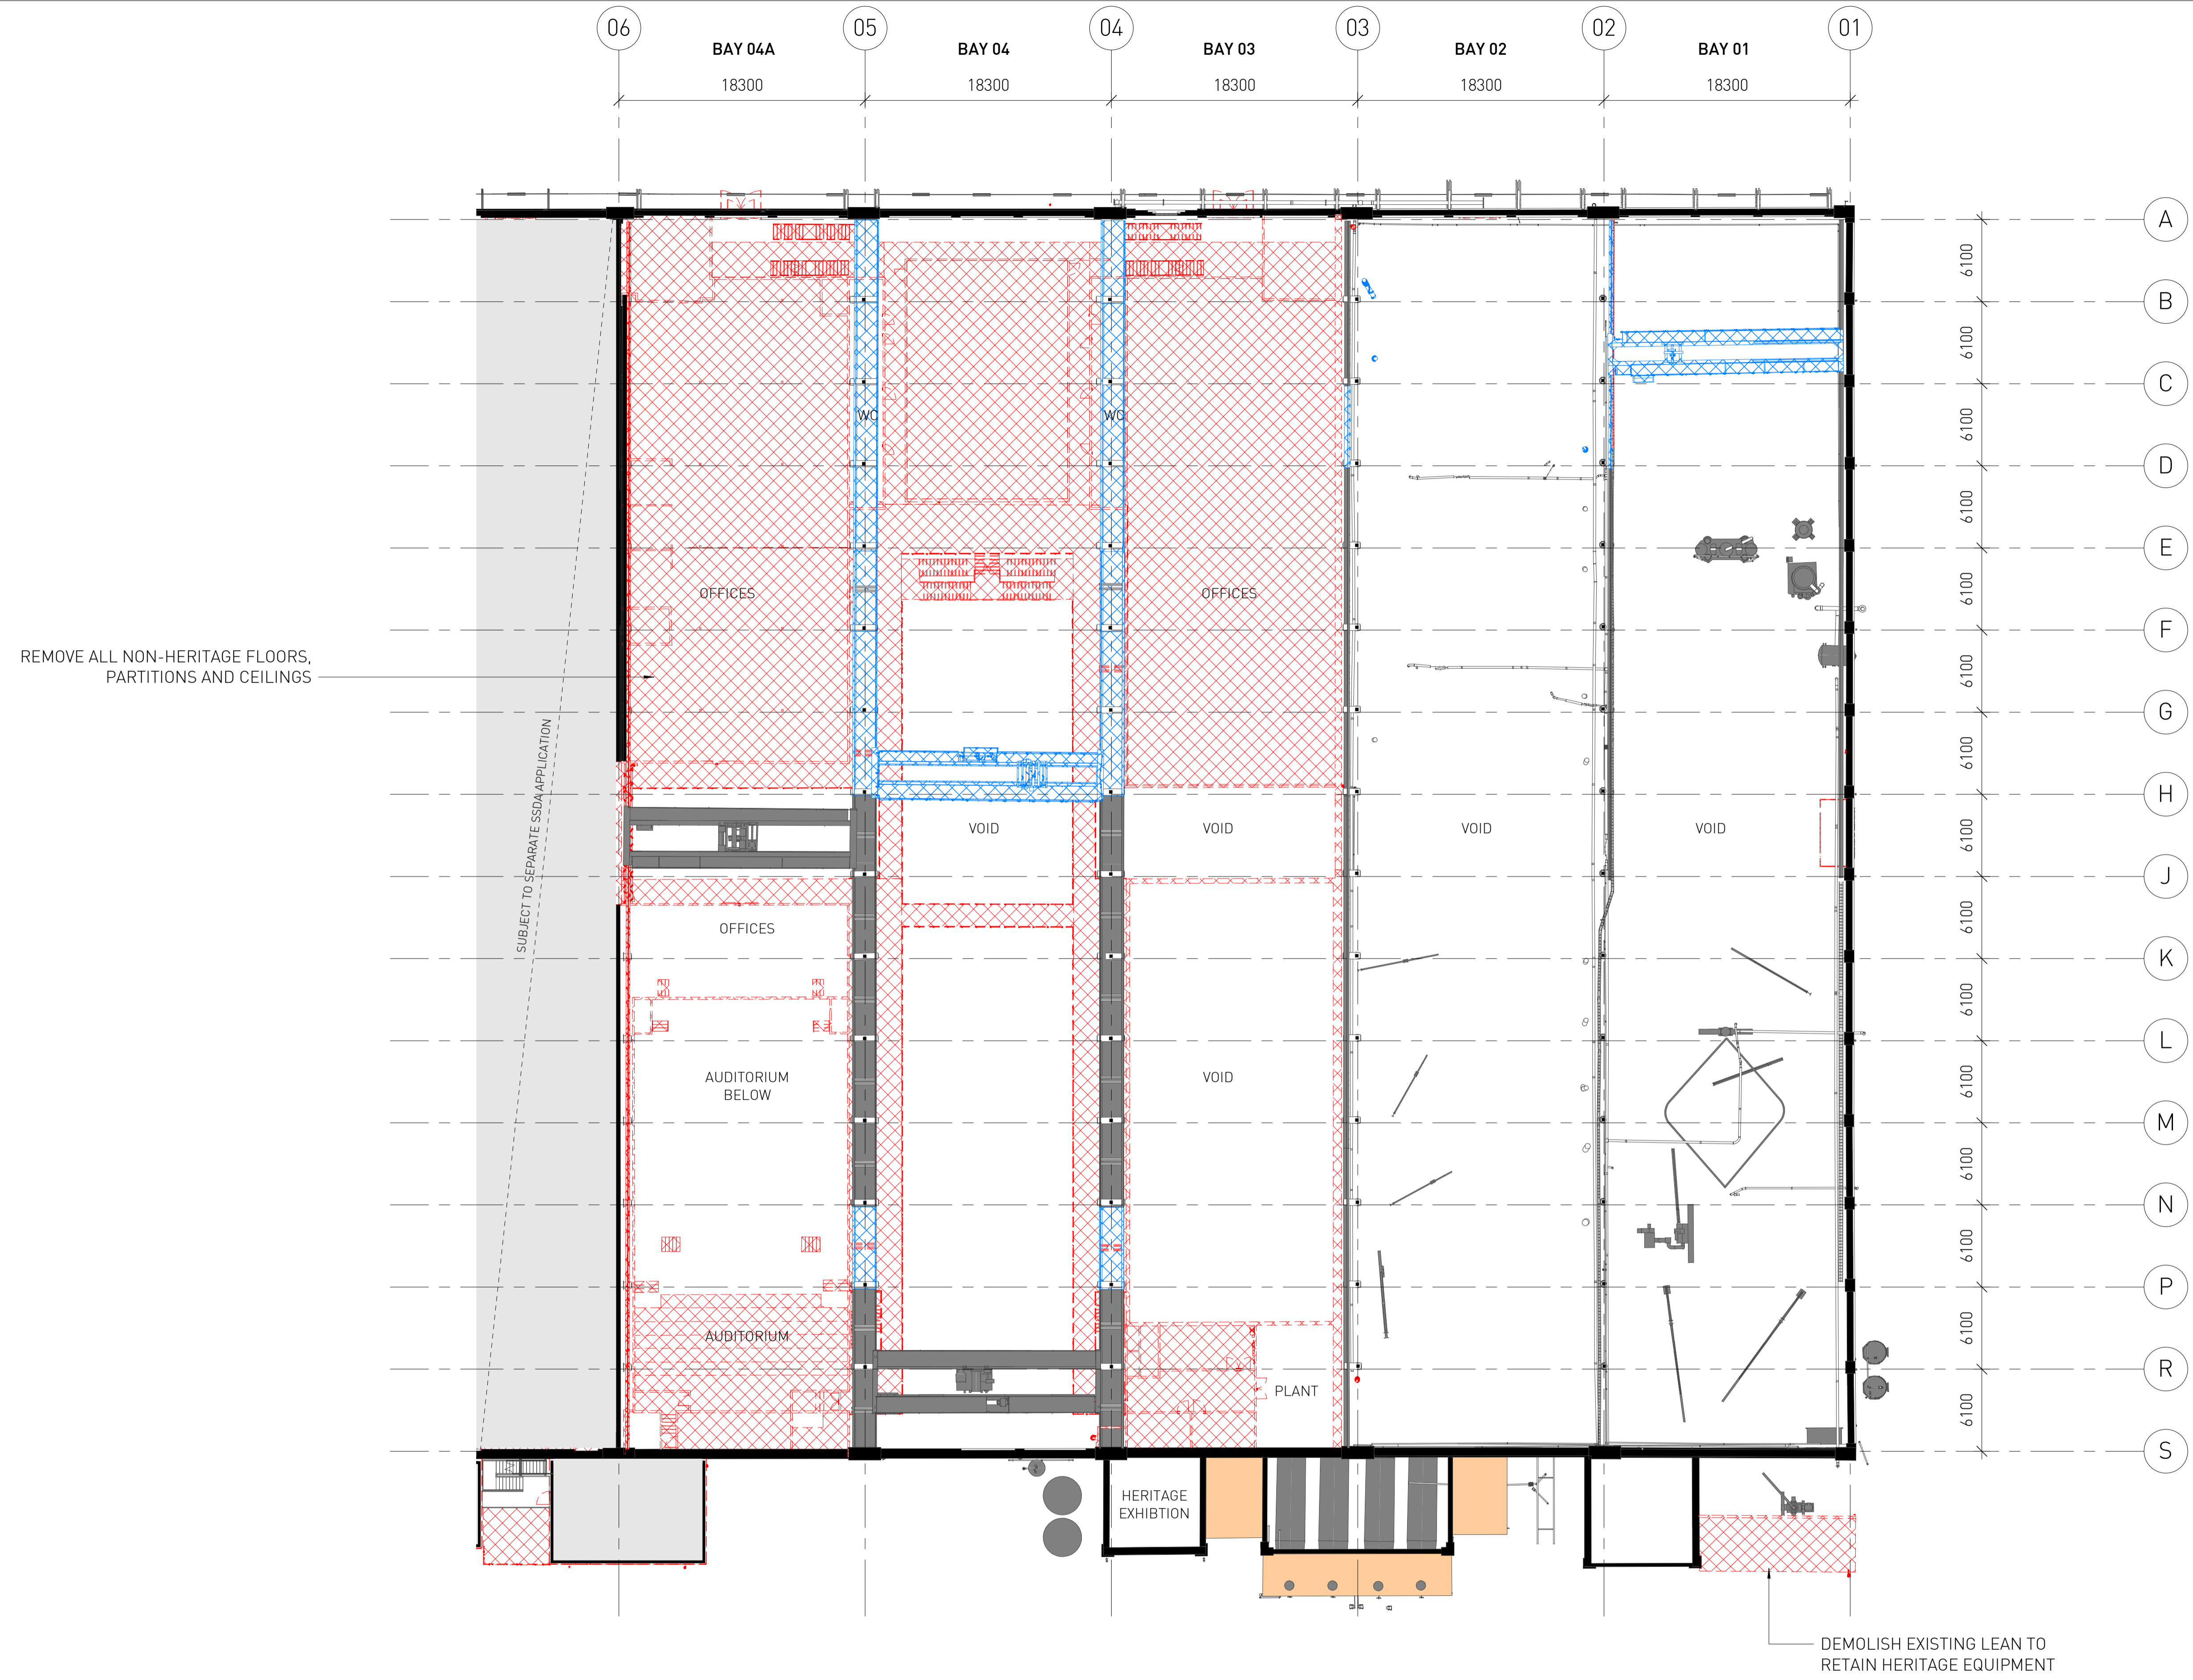 06 05 04 03 02 01
BAY 04A BAY 04 BAY 03 BAY 02 BAY 01
18300 18300 18300 18300 18300
A
6100
B
6100
C
WC WC
6100
D
6100
E
OFFICES OFFICES
6100
F
REMOVE ALL NON-HERITAGE FLOORS,
PARTITIONS AND CEILINGS
6100
G
6100
H
SUBJECT TO SEPARATE SSDA APPLICATION
VOID VOID VOID VOID
6100
J
OFFICES
6100
K
6100
L
AUDITORIUM
BELOW
VOID
6100
M
6100
N
6100
P
AUDITORIUM
6100
R
PLANT
6100
S
HERITAGE
EXHIBTION
DEMOLISH EXISTING LEAN TO
RETAIN HERITAGE EQUIPMENT